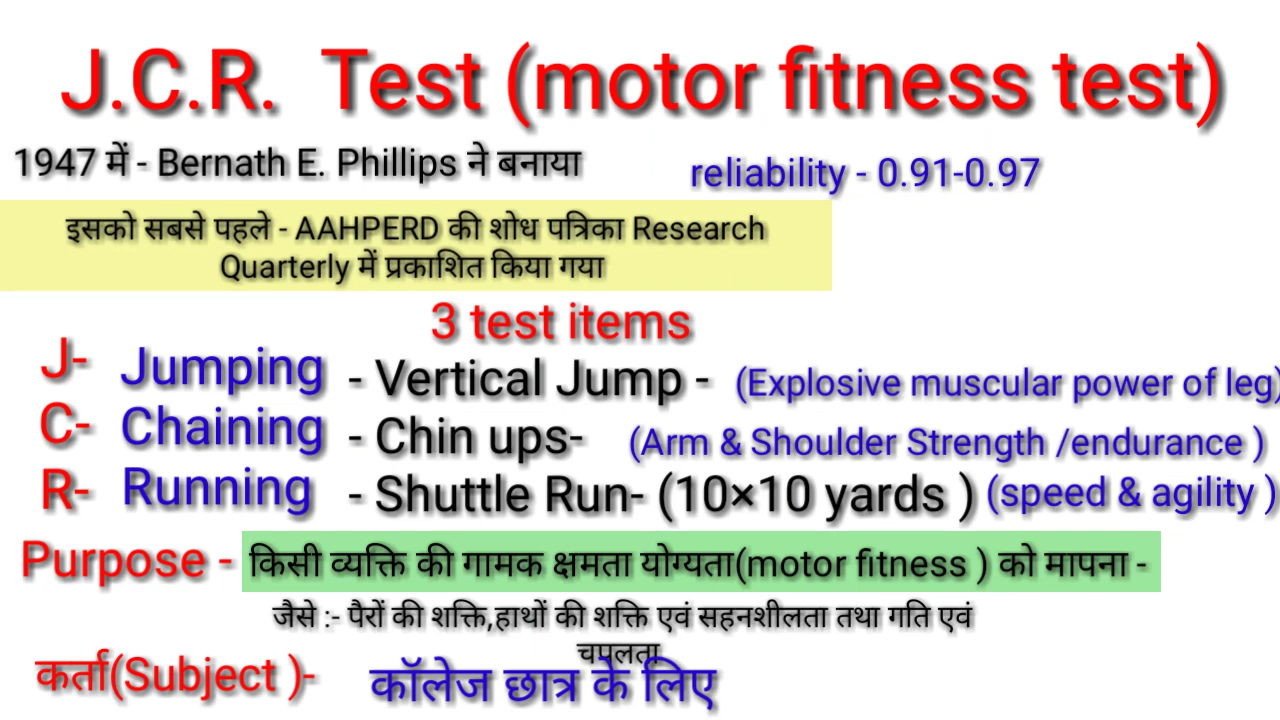 J.C.R. Test (motor fitness test)
1947 में - Bernath E. Phillips ने बनाया
reliability - 0.91-0.97
इसको सबसे पहले - AAHPERD की शोध पत्रिका Research
Quarterly में प्रकाशित किया गया
3 test items
J- Jumping - Vertical Jump - (Explosive muscular power of leg)
C- Chaining - Chin ups- (Arm & Shoulder Strength /endurance )
R- Running - Shuttle Run- (10×10 yards ) (speed & agility )
Purpose - किसी व्यक्ति की गामक क्षमता योग्यता(motor fitness ) को मापना -
जैसे :- पैरों की शक्ति,हाथों की शक्ति एवं सहनशीलता तथा गति एवं
चपलता
कर्ता(Subject )- कॉलेज छात्र के लिए